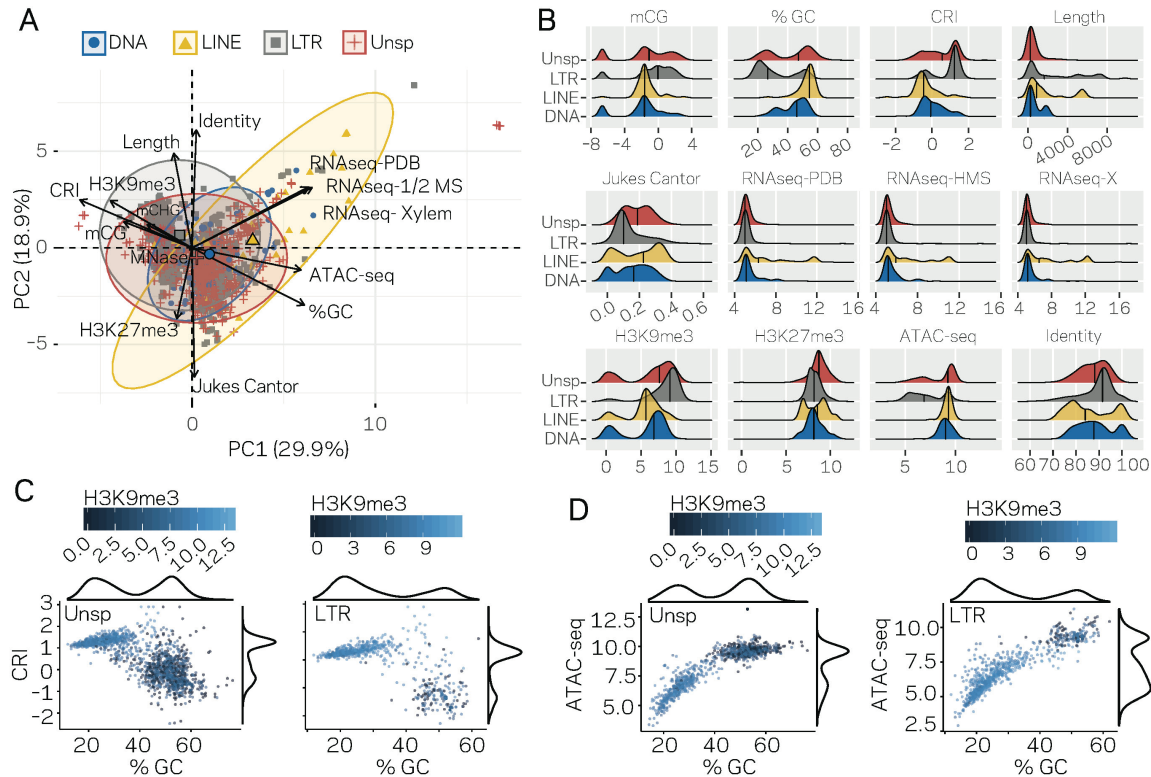 A
DNA LINE LTR Unsp
Identity
Length
RNAseq-PDB
H3K9me3
RNAseq-1/2 MS
CRI
mCHG
RNAseq- Xylem
mCG
MNase
ATAC-seq
%GC
H3K27me3
Jukes Cantor
5
0
−5
0 10
PC2 (18.9%)
PC1 (29.9%)
B
mCG % GC CRI Length
Unsp
LTR
LINE
DNA
-8 -4 0 4
20 40 60 80
-2 0 2
0 4000 8000
Jukes Cantor RNAseq-PDB RNAseq-HMS RNAseq-X
Unsp
LTR
LINE
DNA
0.0 0.2 0.4 0.6
4 8 12 16
4 8 12 16
4 8 12 16
H3K9me3 H3K27me3 ATAC-seq Identity
Unsp
LTR
LINE
DNA
0 5 10 15
0 5 10
5 10
60 70 80 90 100
C
H3K9me3
0.0 2.5 5.0 7.5 10.0 12.5
Unsp
CRI
3
2
1
0
-1
-2
20 40 60
% GC
H3K9me3
0 3 6 9
LTR
20 40 60
% GC
D
H3K9me3
0.0 2.5 5.0 7.5 10.0 12.5
Unsp
ATAC-seq
12.5
10.0
7.5
5.0
20 40 60
% GC
H3K9me3
0 3 6 9
LTR
ATAC-seq
10.0
7.5
5.0
2.5
20 40 60
% GC